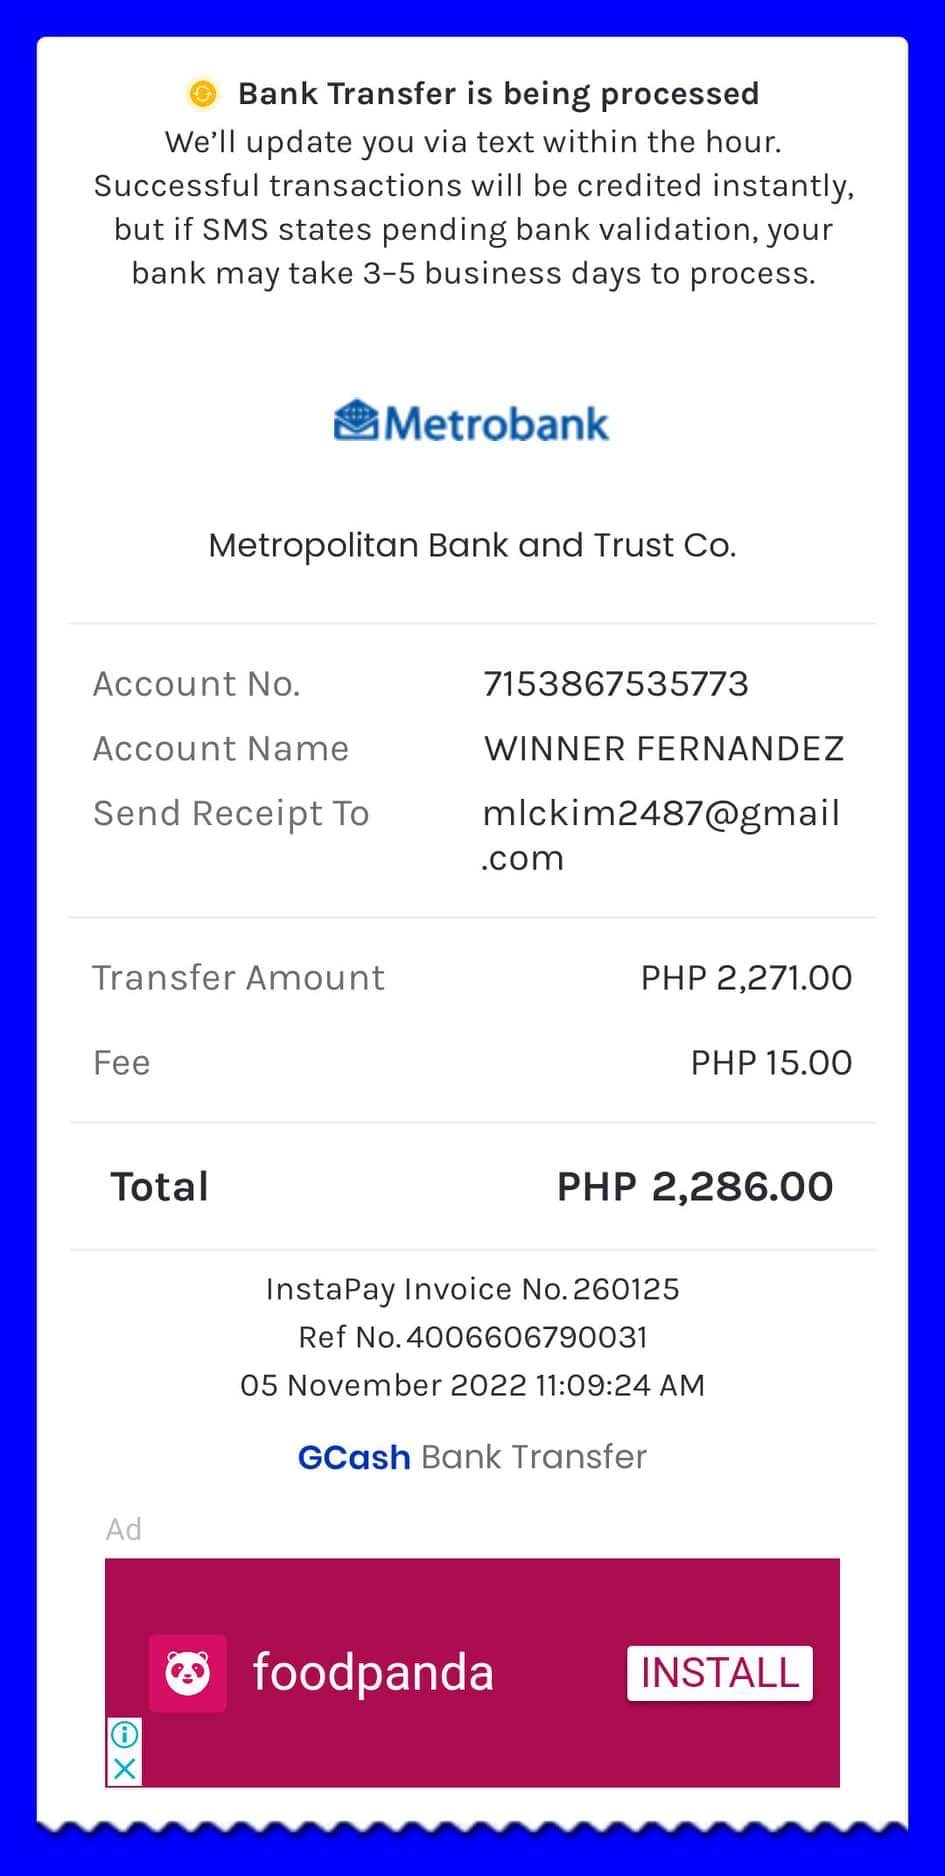 Bank Transfer is being processed
We’ll update you via text within the hour.
Successful transactions will be credited instantly,
but if SMS states pending bank validation, your
bank may take 3–5 business days to process.
Metrobank
Metropolitan Bank and Trust Co.
Account No. 7153867535773
Account Name WINNER FERNANDEZ
Send Receipt To mlckim2487@gmail
.com
Transfer Amount PHP 2,271.00
Fee PHP 15.00
Total PHP 2,286.00
InstaPay Invoice No. 260125
Ref No. 4006606790031
05 November 2022 11:09:24 AM
GCash Bank Transfer
Ad
foodpanda INSTALL